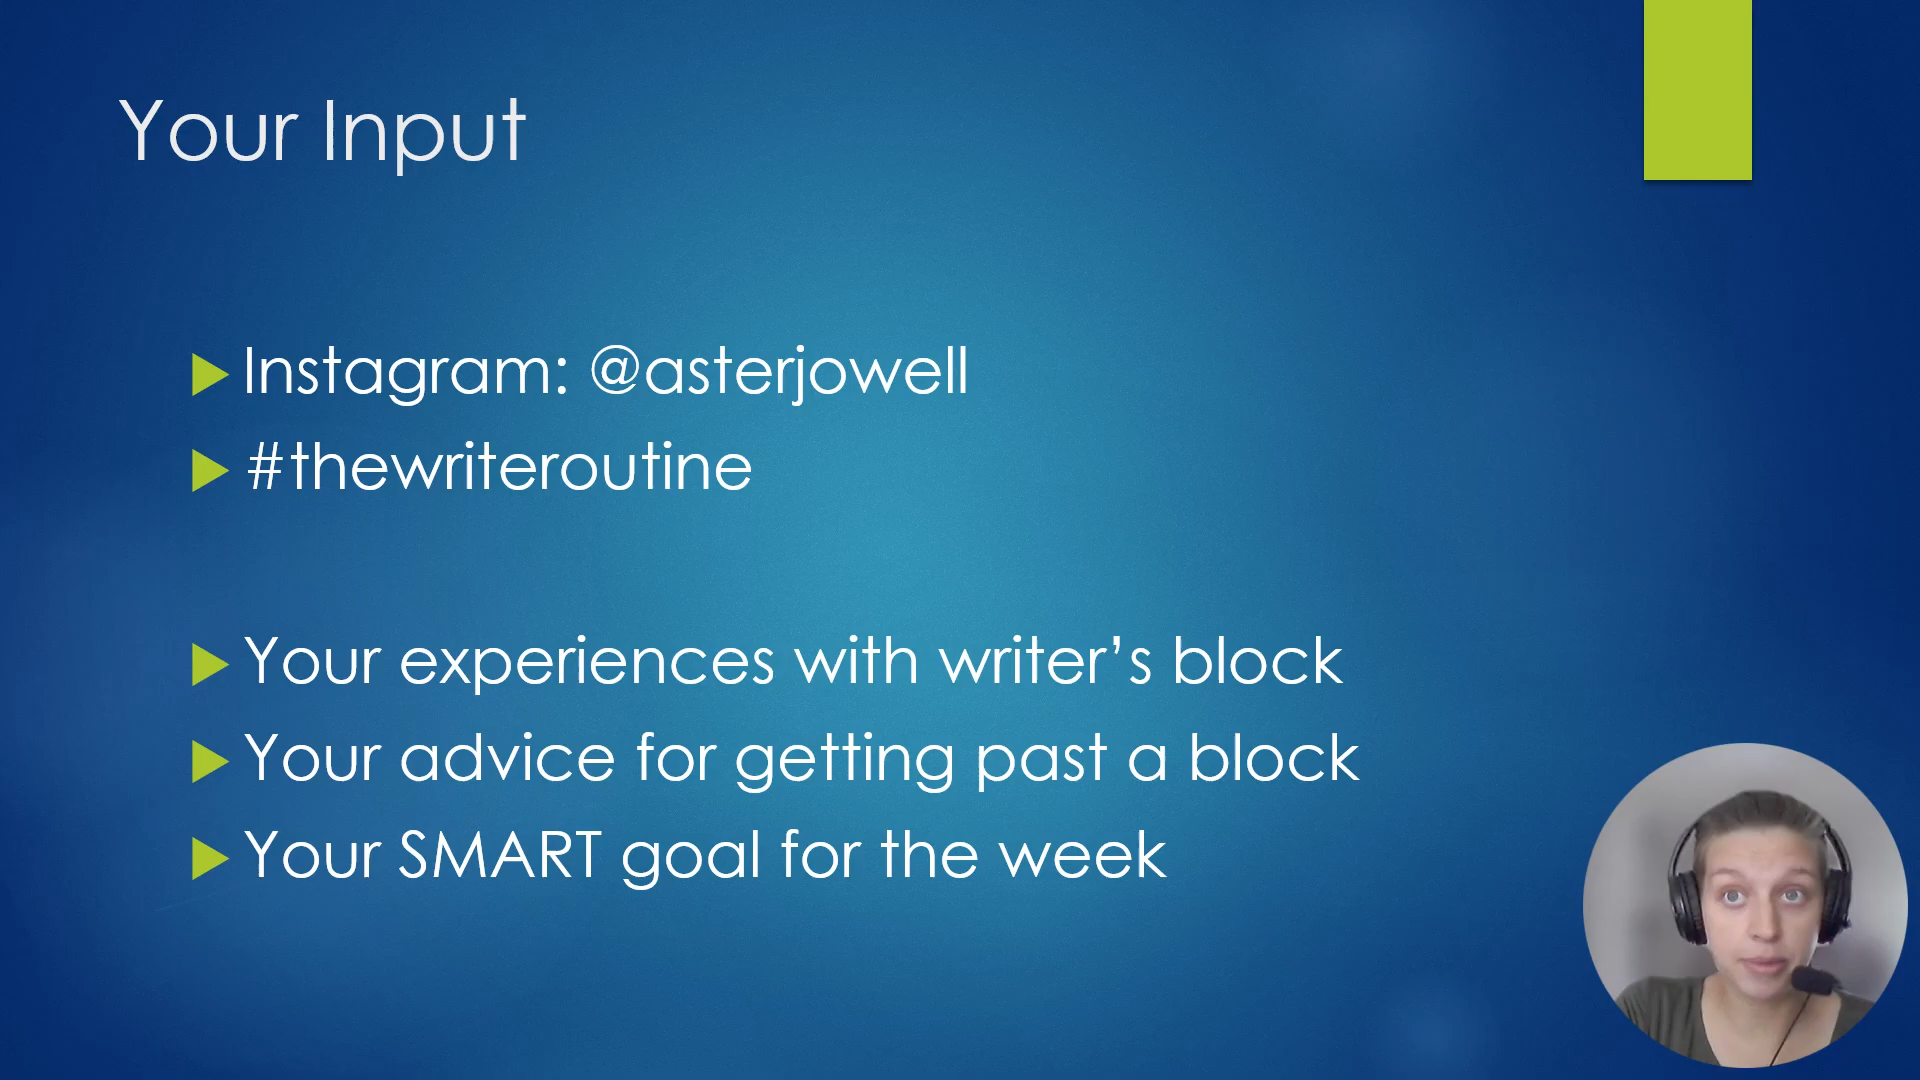 Your Input
Instagram: @asterjowell
#thewriteroutine
Your experiences with writer’s block
Your advice for getting past a block
Your SMART goal for the week